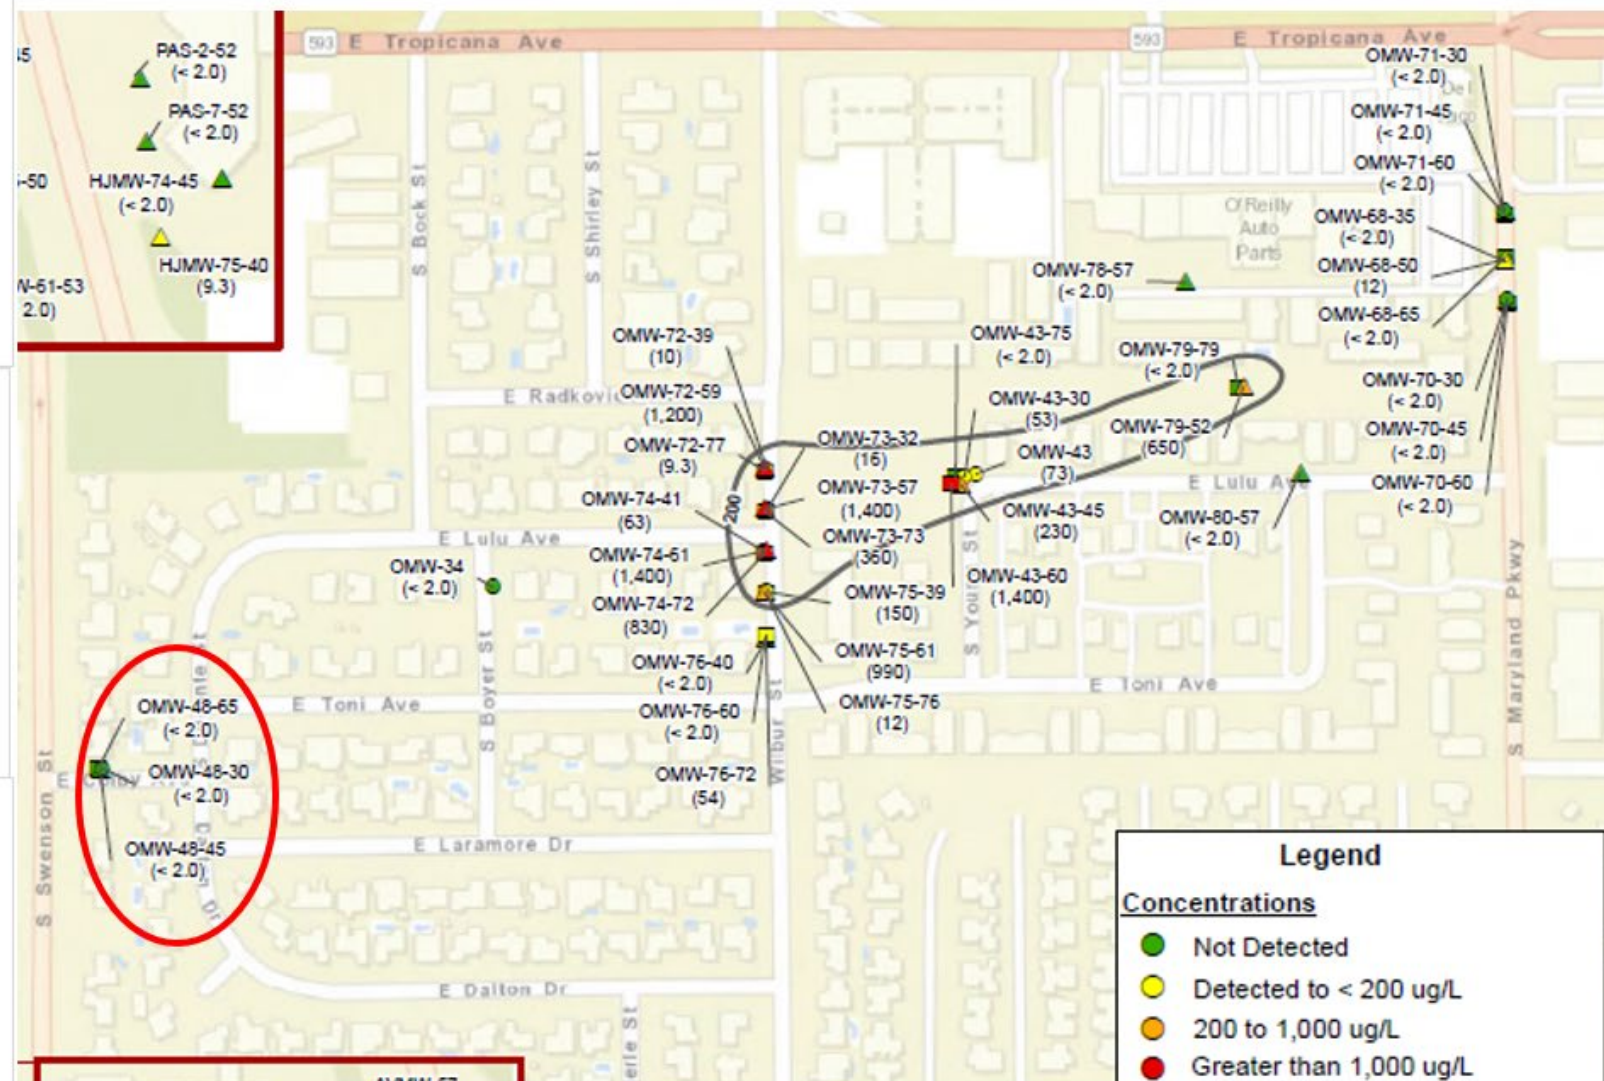 45
PAS-2-52
(< 2.0)
PAS-7-52
(< 2.0)
-50
HJMW-74-45
(< 2.0)
HJMW-75-40
(9.3)
W-61-53
2.0)
593
E Tropicana Ave
593
E Tropicana Ave
OMW-71-30
(< 2.0)
OMW-71-45
(< 2.0)
OMW-71-60
(< 2.0)
O'Reilly
Auto
Parts
OMW-68-35
(< 2.0)
OMW-68-50
(12)
OMW-68-65
(< 2.0)
OMW-78-57
(< 2.0)
S Bock St
S Shirley St
OMW-72-39
(10)
OMW-43-75
(< 2.0)
OMW-79-79
(< 2.0)
OMW-70-30
(< 2.0)
E Radkovic
OMW-72-59
(1,200)
OMW-43-30
(53)
OMW-79-52
(650)
OMW-70-45
(< 2.0)
OMW-72-77
(9.3)
OMW-73-32
(16)
OMW-43
(73)
OMW-70-60
(< 2.0)
E Lulu Ave
OMW-74-41
(63)
200
OMW-73-57
(1,400)
OMW-43-45
(230)
OMW-80-57
(< 2.0)
E Lulu Ave
OMW-73-73
(360)
OMW-34
(< 2.0)
OMW-74-61
(1,400)
OMW-43-60
(1,400)
OMW-74-72
(830)
OMW-75-39
(150)
S Your St
S Maryland Pkwy
OMW-76-40
(< 2.0)
OMW-75-61
(990)
E Toni Ave
OMW-48-65
(< 2.0)
E Toni Ave
S Boyer St
OMW-76-60
(< 2.0)
OMW-75-76
(12)
Wilbur St
OMW-48-30
(< 2.0)
OMW-76-72
(54)
S Swenson St
OMW-48-45
(< 2.0)
Dr
E Laramore Dr
E Dalton Dr
erle St
Legend
Concentrations
Not Detected
Detected to < 200 ug/L
200 to 1,000 ug/L
Greater than 1,000 ug/L